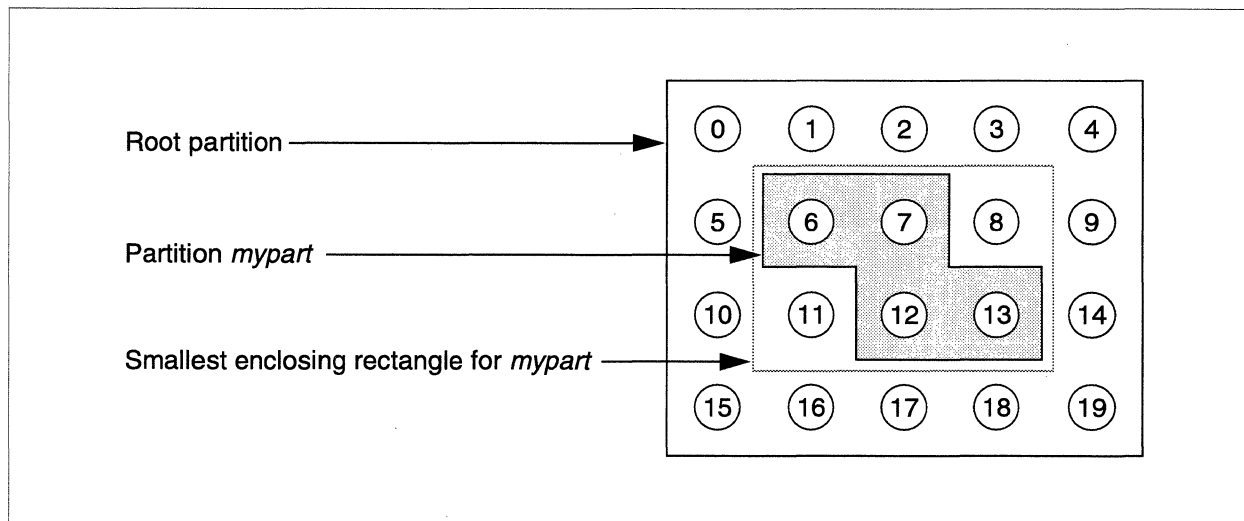 Root partition
Partition mypart
Smallest enclosing rectangle for mypart
0 1 2 3 4
5 6 7 8 9
10 11 12 13 14
15 16 17 18 19